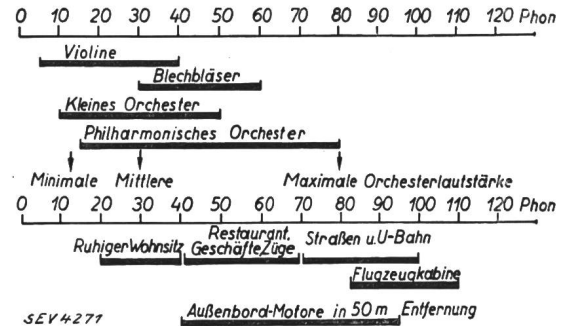 0 10 20 30 40 50 60 70 80 90 100 110 120 Phon
Violine
Blechbläser
Kleines Orchester
Philharmonisches Orchester
Minimale Mittlere Maximale Orchesterlautstärke
0 10 20 30 40 50 60 70 80 90 100 110 120 Phon
Ruhiger Wohnsitz
Restaurant,
Geschäfte Züge
Straßen u.U-Bahn
Flugzeugkabine
Außenbord-Motore in 50 m Entfernung
SEV 4271